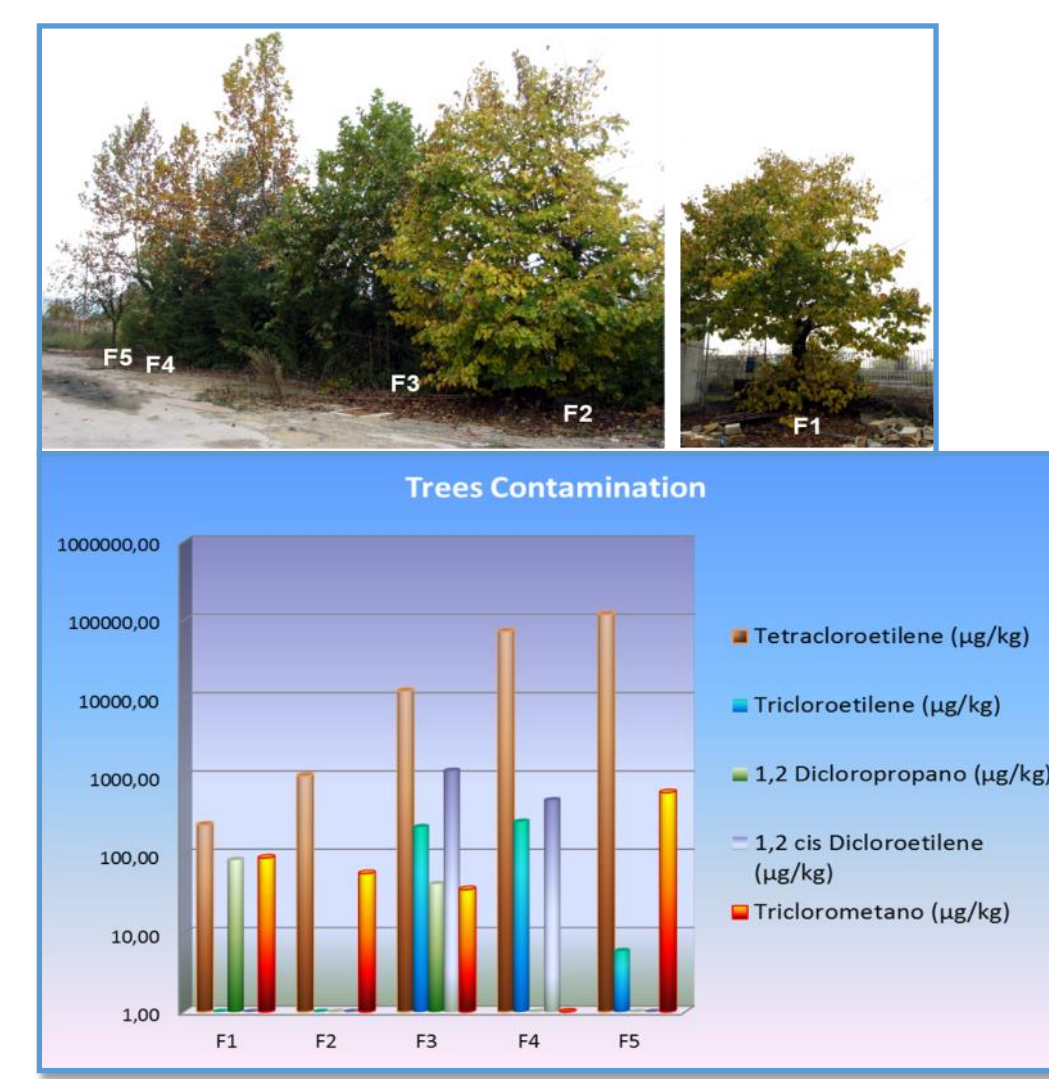 F5 F4
F3
F2
F1
Trees Contamination
1000000,00
100000,00
10000,00
1000,00
100,00
10,00
1,00
F1 F2 F3 F4 F5
Tetracloroetilene (µg/kg)
Tricloroetilene (µg/kg)
1,2 Dicloropropano (µg/kg)
1,2 cis Dicloroetilene
(µg/kg)
Triclorometano (µg/kg)